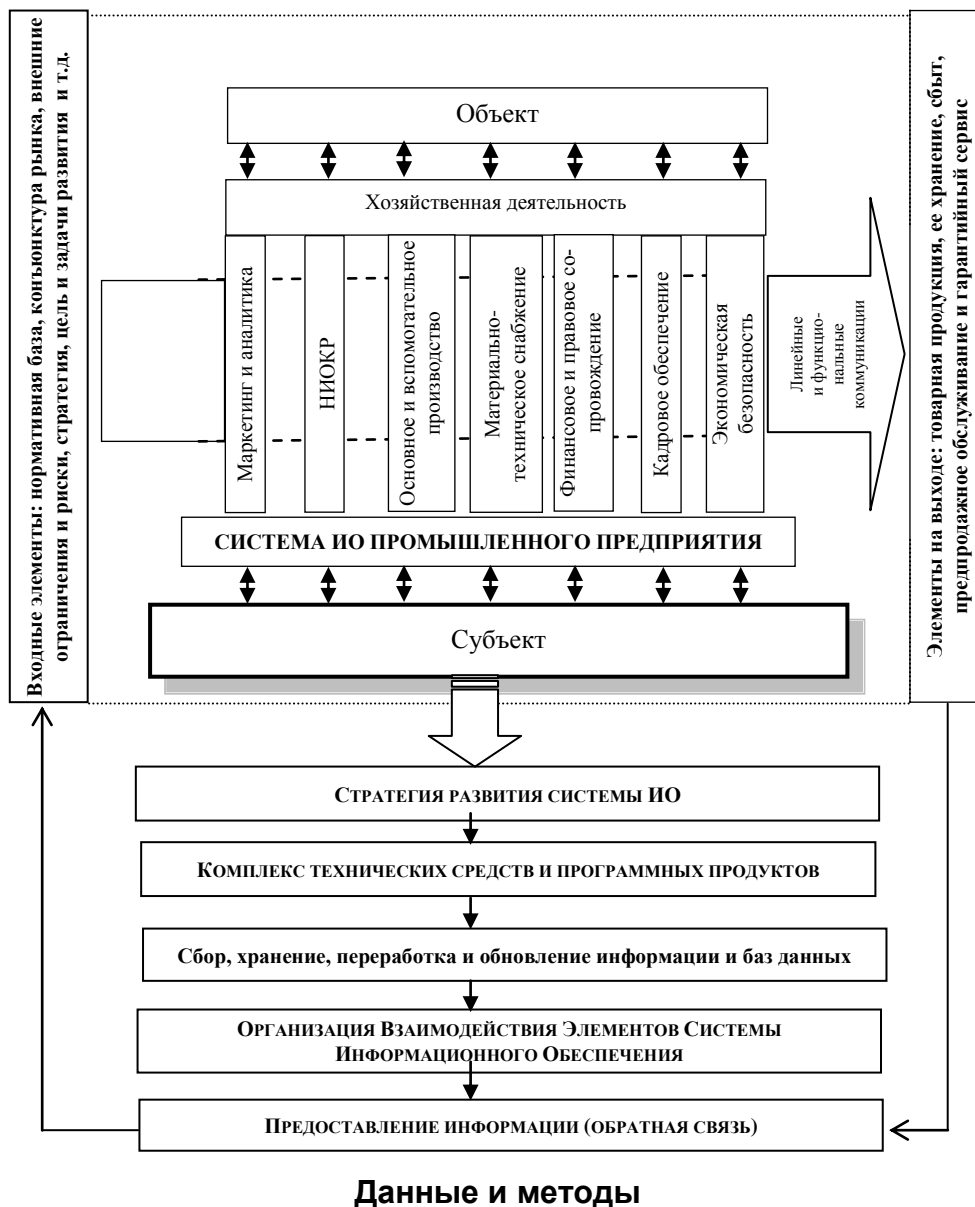 Входные элементы: нормативная база, конъюнктура рынка, внешние
ограничения и риски, стратегия, цель и задачи развития и т.д.
Объект
Хозяйственная деятельность
Маркетинг и аналитика
НИОКР
Основное и вспомогательное
производство
Материально-
техническое снабжение
Финансовое и правовое со-
провождение
Кадровое обеспечение
Экономическая
безопасность
Линейные
и функцио-
нальные
коммуникации
Элементы на выходе: товарная продукция, ее хранение, сбыт,
предпродажное обслуживание и гарантийный сервис
СИСТЕМА ИО ПРОМЫШЛЕННОГО ПРЕДПРИЯТИЯ
Субъект
СТРАТЕГИЯ РАЗВИТИЯ СИСТЕМЫ ИО
КОМПЛЕКС ТЕХНИЧЕСКИХ СРЕДСТВ И ПРОГРАММНЫХ ПРОДУКТОВ
Сбор, хранение, переработка и обновление информации и баз данных
ОРГАНИЗАЦИЯ ВЗАИМОДЕЙСТВИЯ ЭЛЕМЕНТОВ СИСТЕМЫ
ИНФОРМАЦИОННОГО ОБЕСПЕЧЕНИЯ
ПРЕДОСТАВЛЕНИЕ ИНФОРМАЦИИ (ОБРАТНАЯ СВЯЗЬ)
Данные и методы